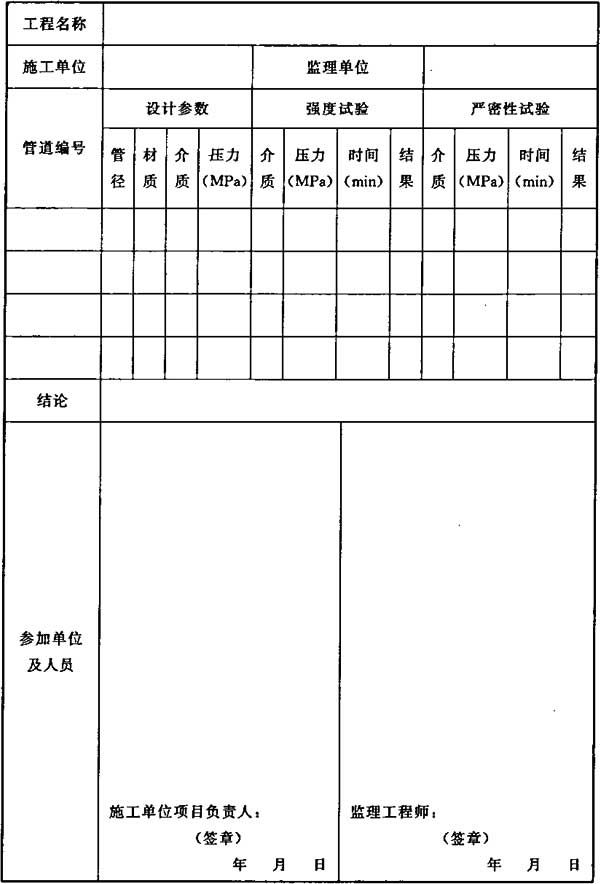 工程名称
施工单位 监理单位
管道编号 设计参数 强度试验 严密性试验
管径 材质 介质 压力(MPa) 介质 压力(MPa) 时间(min) 结果 介质 压力(MPa) 时间(min) 结果
结论
参加单位
及人员
施工单位项目负责人：
（签章）
年 月 日
监理工程师：
（签章）
年 月 日